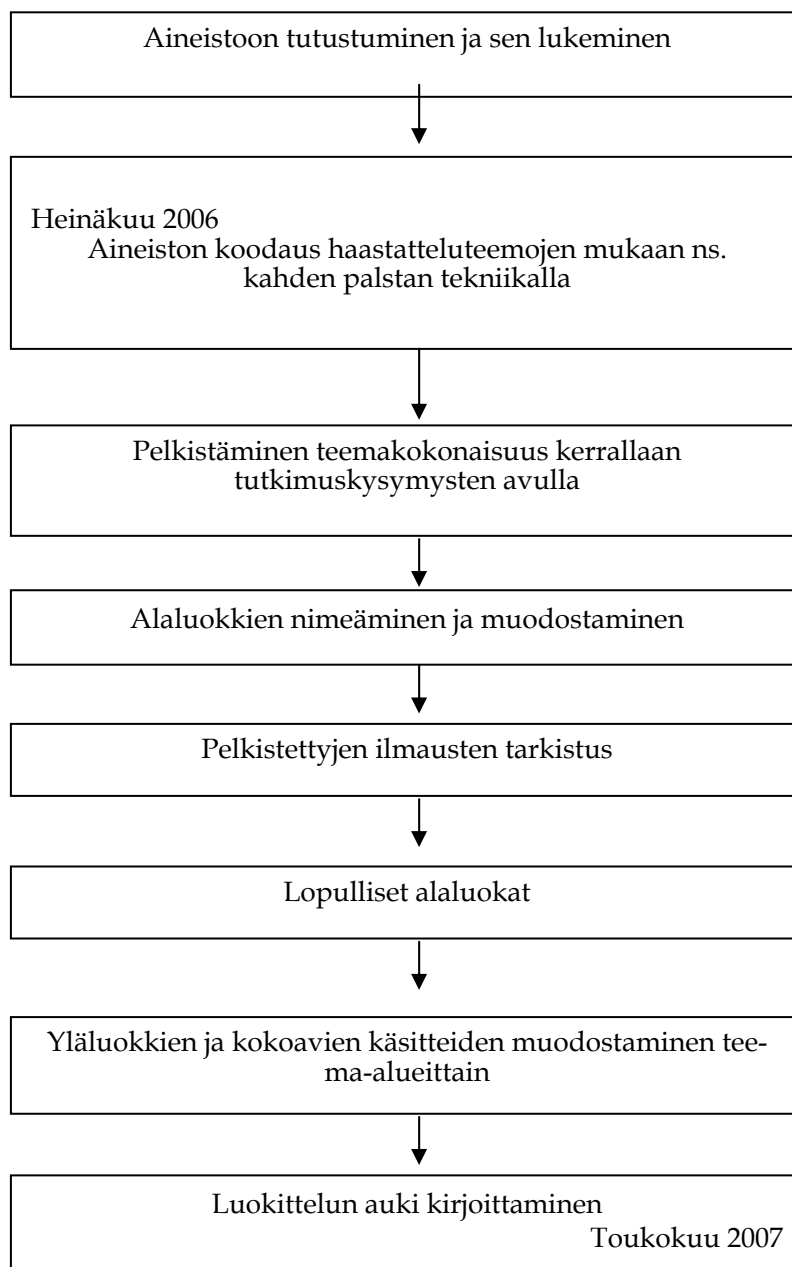 Aineistoon tutustuminen ja sen lukeminen
Heinäkuu 2006
Aineiston koodaus haastatteluteemojen mukaan ns.
kahden palstan tekniikalla
Pelkistäminen teemakokonaisuus kerrallaan
tutkimuskysymysten avulla
Alaluokkien nimeäminen ja muodostaminen
Pelkistettyjen ilmausten tarkistus
Lopulliset alaluokat
Yläluokkien ja kokoavien käsitteiden muodostaminen tee-
ma-alueittain
Luokittelun auki kirjoittaminen
Toukokuu 2007